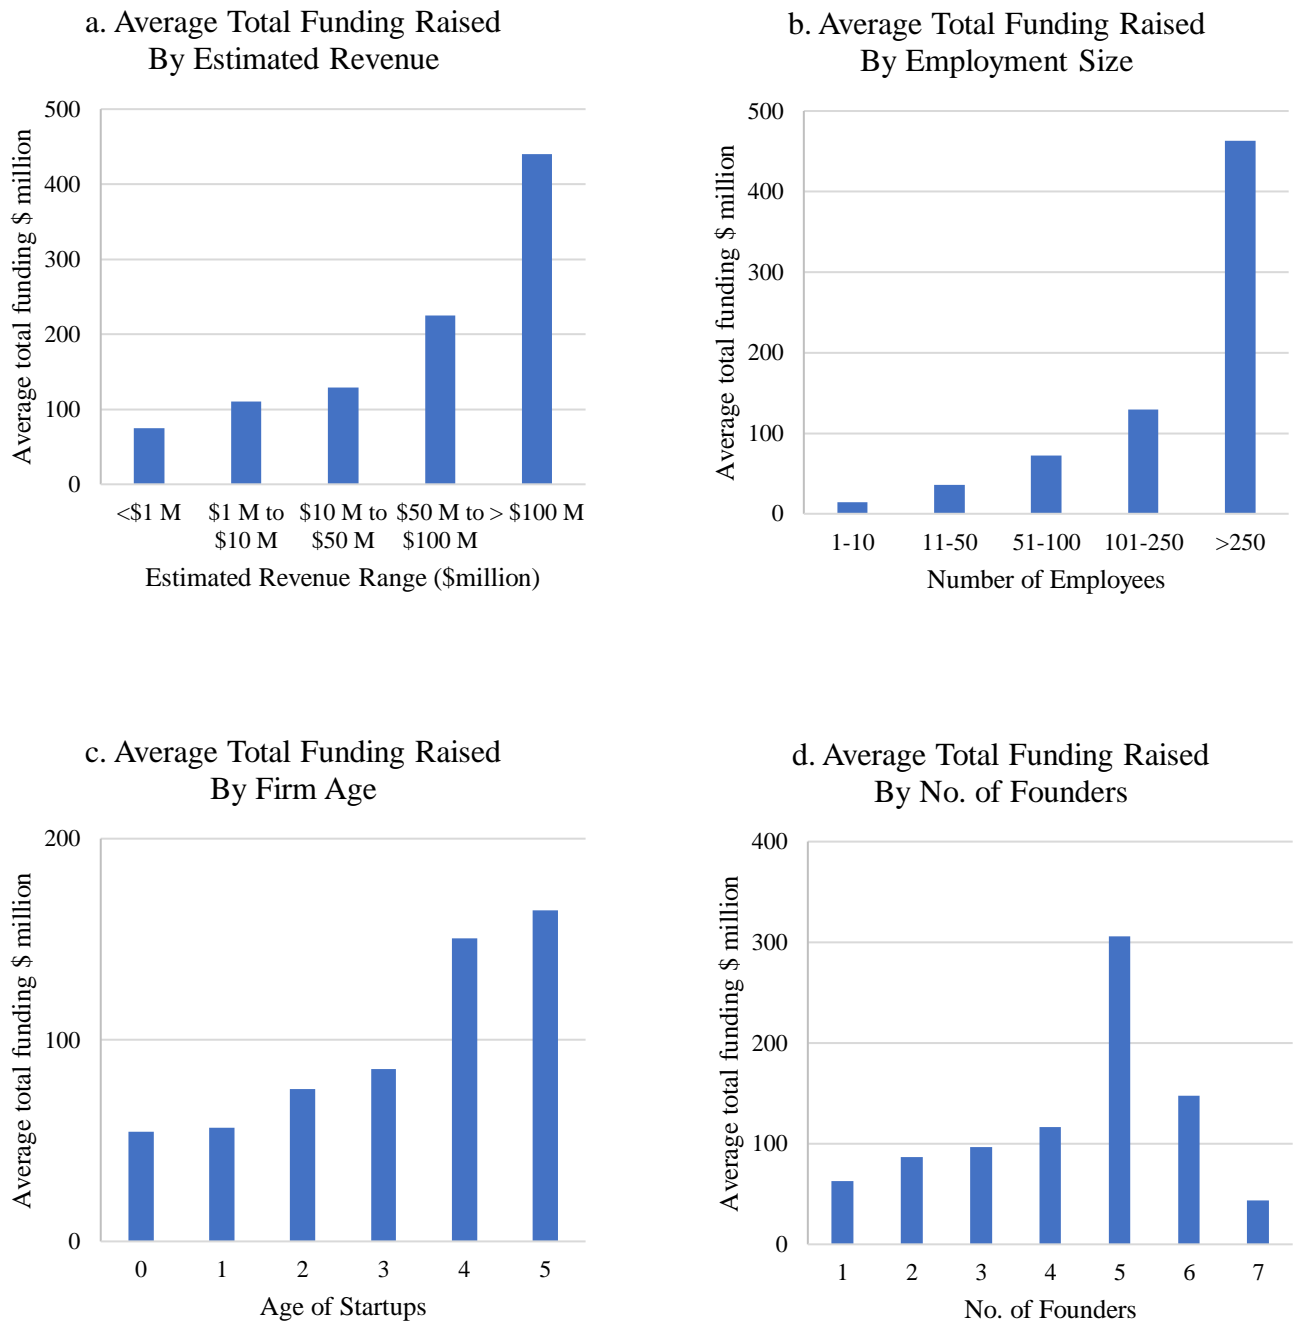 a. Average Total Funding Raised
By Estimated Revenue
500
400
300
200
100
0
Average total funding $ million
<$1 M
$1 M to
$10 M
$10 M to
$50 M
$50 M to
$100 M
> $100 M
Estimated Revenue Range ($million)
b. Average Total Funding Raised
By Employment Size
500
400
300
200
100
0
Average total funding $ million
1-10
11-50
51-100
101-250
>250
Number of Employees
c. Average Total Funding Raised
By Firm Age
200
100
0
Average total funding $ million
0
1
2
3
4
5
Age of Startups
d. Average Total Funding Raised
By No. of Founders
400
300
200
100
0
Average total funding $ million
1
2
3
4
5
6
7
No. of Founders